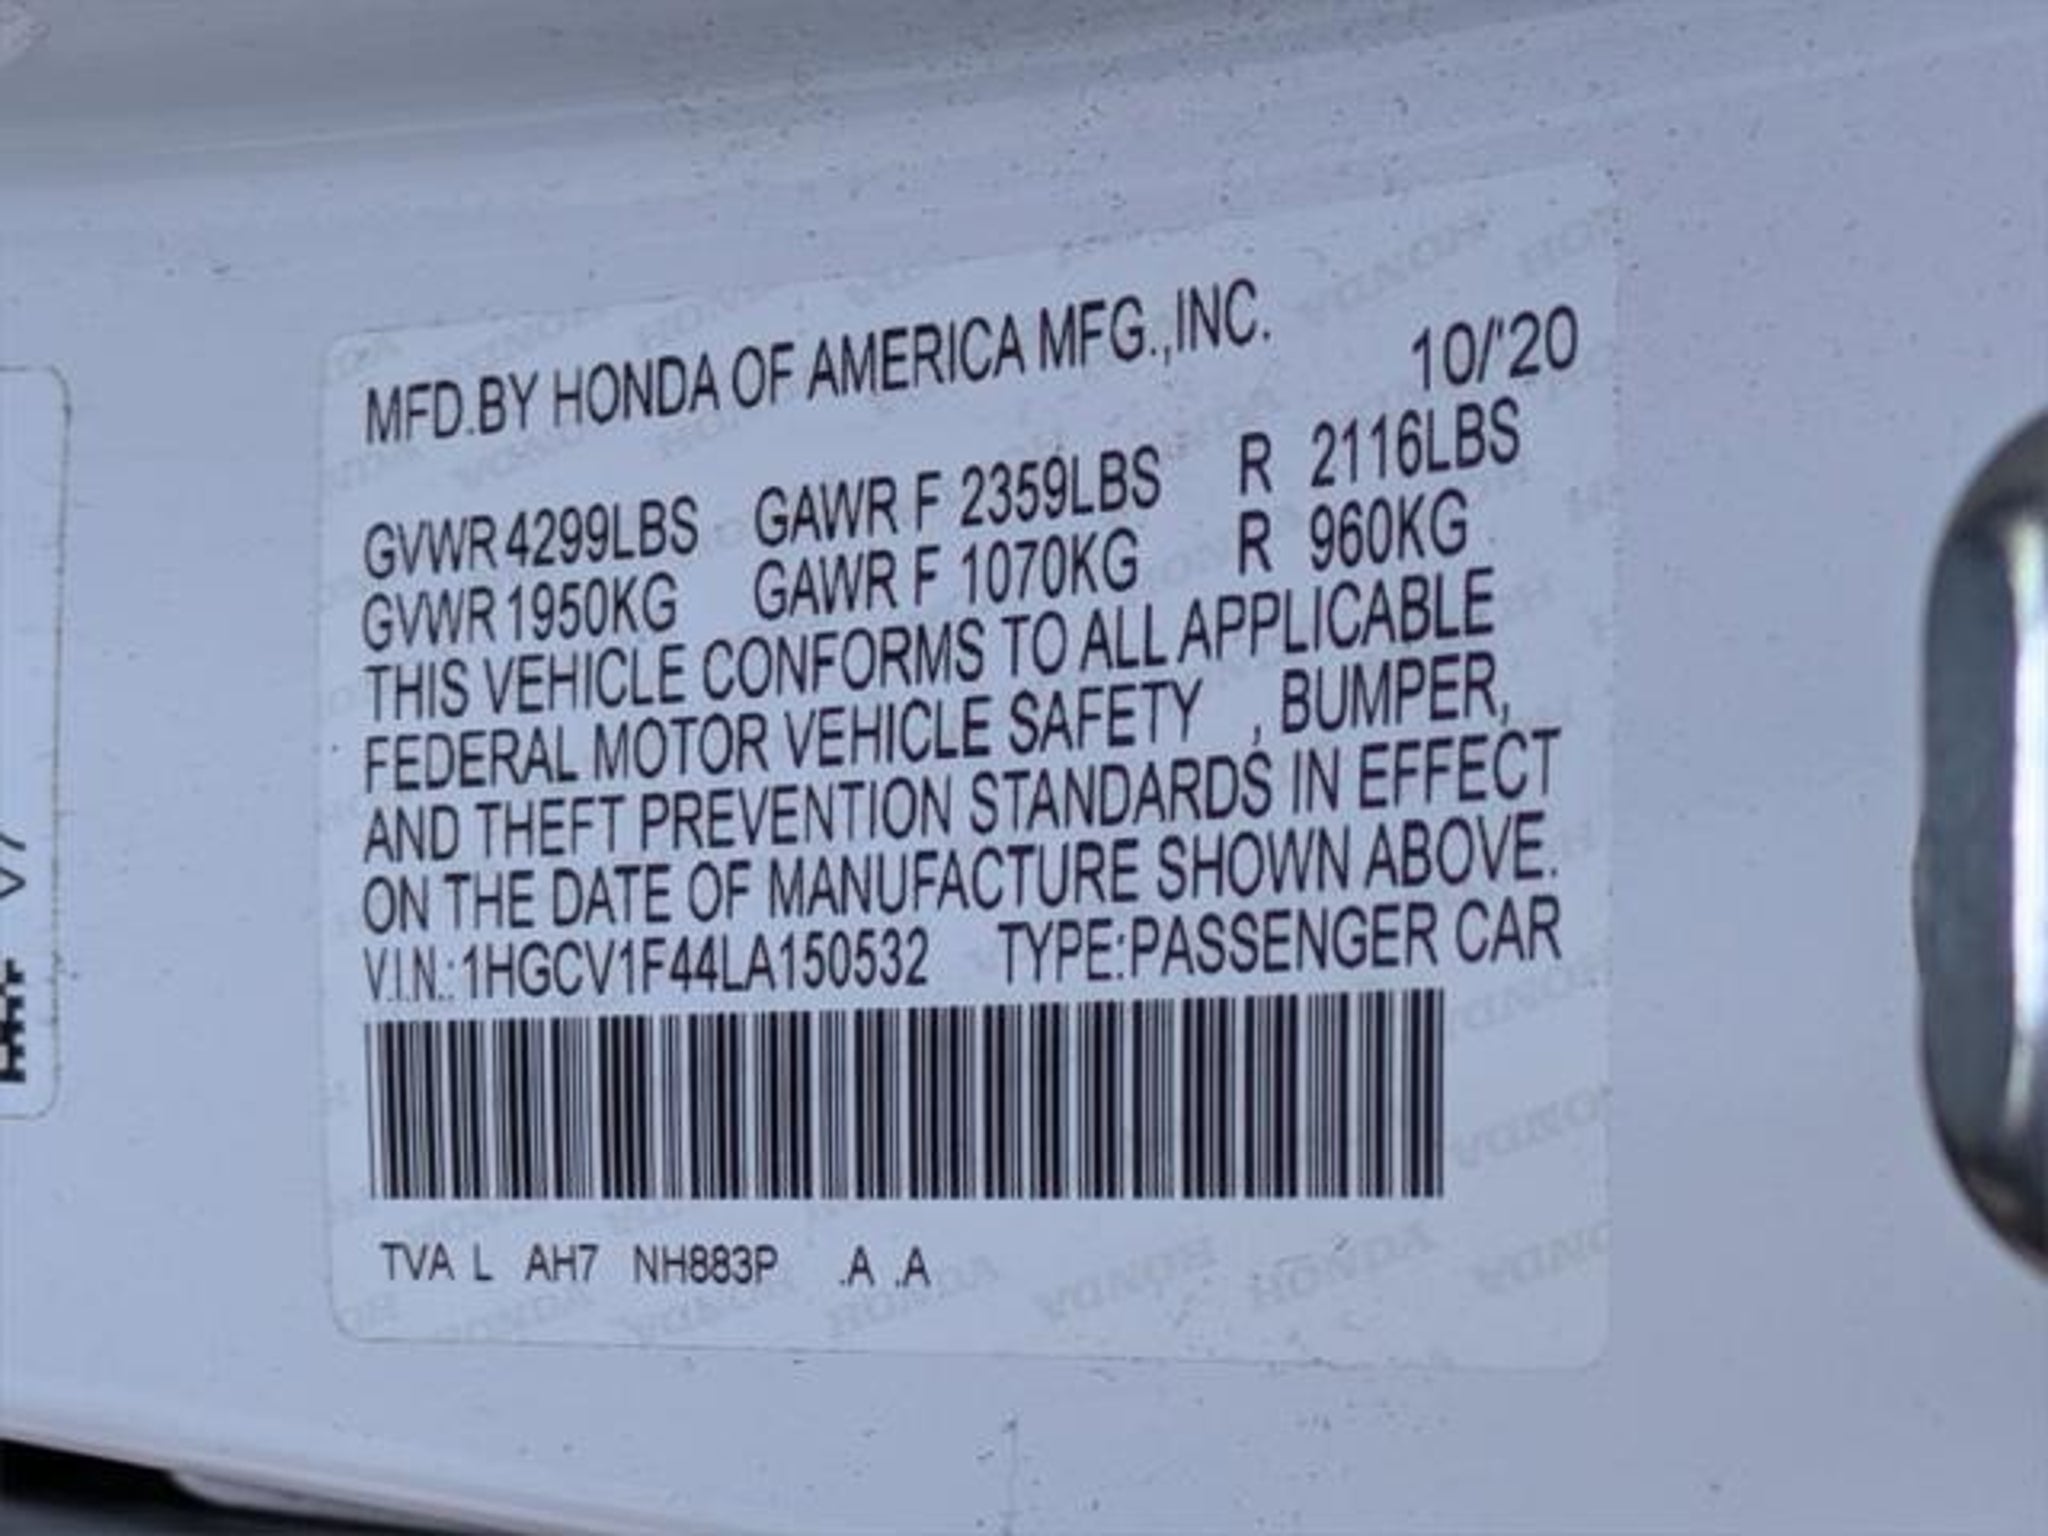 MFD.BY HONDA OF AMERICA MFG.,INC.
10/'20
GVWR 4299LBS GAWR F 2359LBS R 2116LBS
GVWR 1950KG GAWR F 1070KG R 960KG
THIS VEHICLE CONFORMS TO ALL APPLICABLE
FEDERAL MOTOR VEHICLE SAFETY , BUMPER,
AND THEFT PREVENTION STANDARDS IN EFFECT
ON THE DATE OF MANUFACTURE SHOWN ABOVE.
V.I.N.: 1HGCV1F44LA150532 TYPE:PASSENGER CAR
TVA L AH7 NH883P .A .A